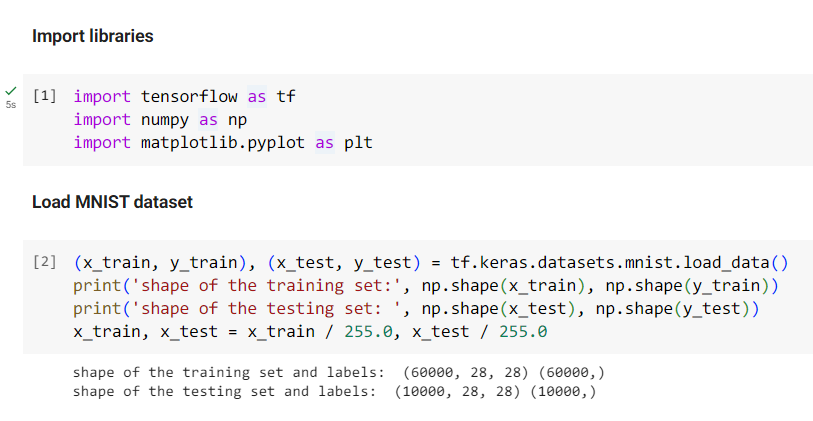 Import libraries
5s
[1] import tensorflow as tf
import numpy as np
import matplotlib.pyplot as plt
Load MNIST dataset
[2] (x_train, y_train), (x_test, y_test) = tf.keras.datasets.mnist.load_data()
print('shape of the training set:', np.shape(x_train), np.shape(y_train))
print('shape of the testing set: ', np.shape(x_test), np.shape(y_test))
x_train, x_test = x_train / 255.0, x_test / 255.0
shape of the training set and labels:  (60000, 28, 28) (60000,)
shape of the testing set and labels:  (10000, 28, 28) (10000,)